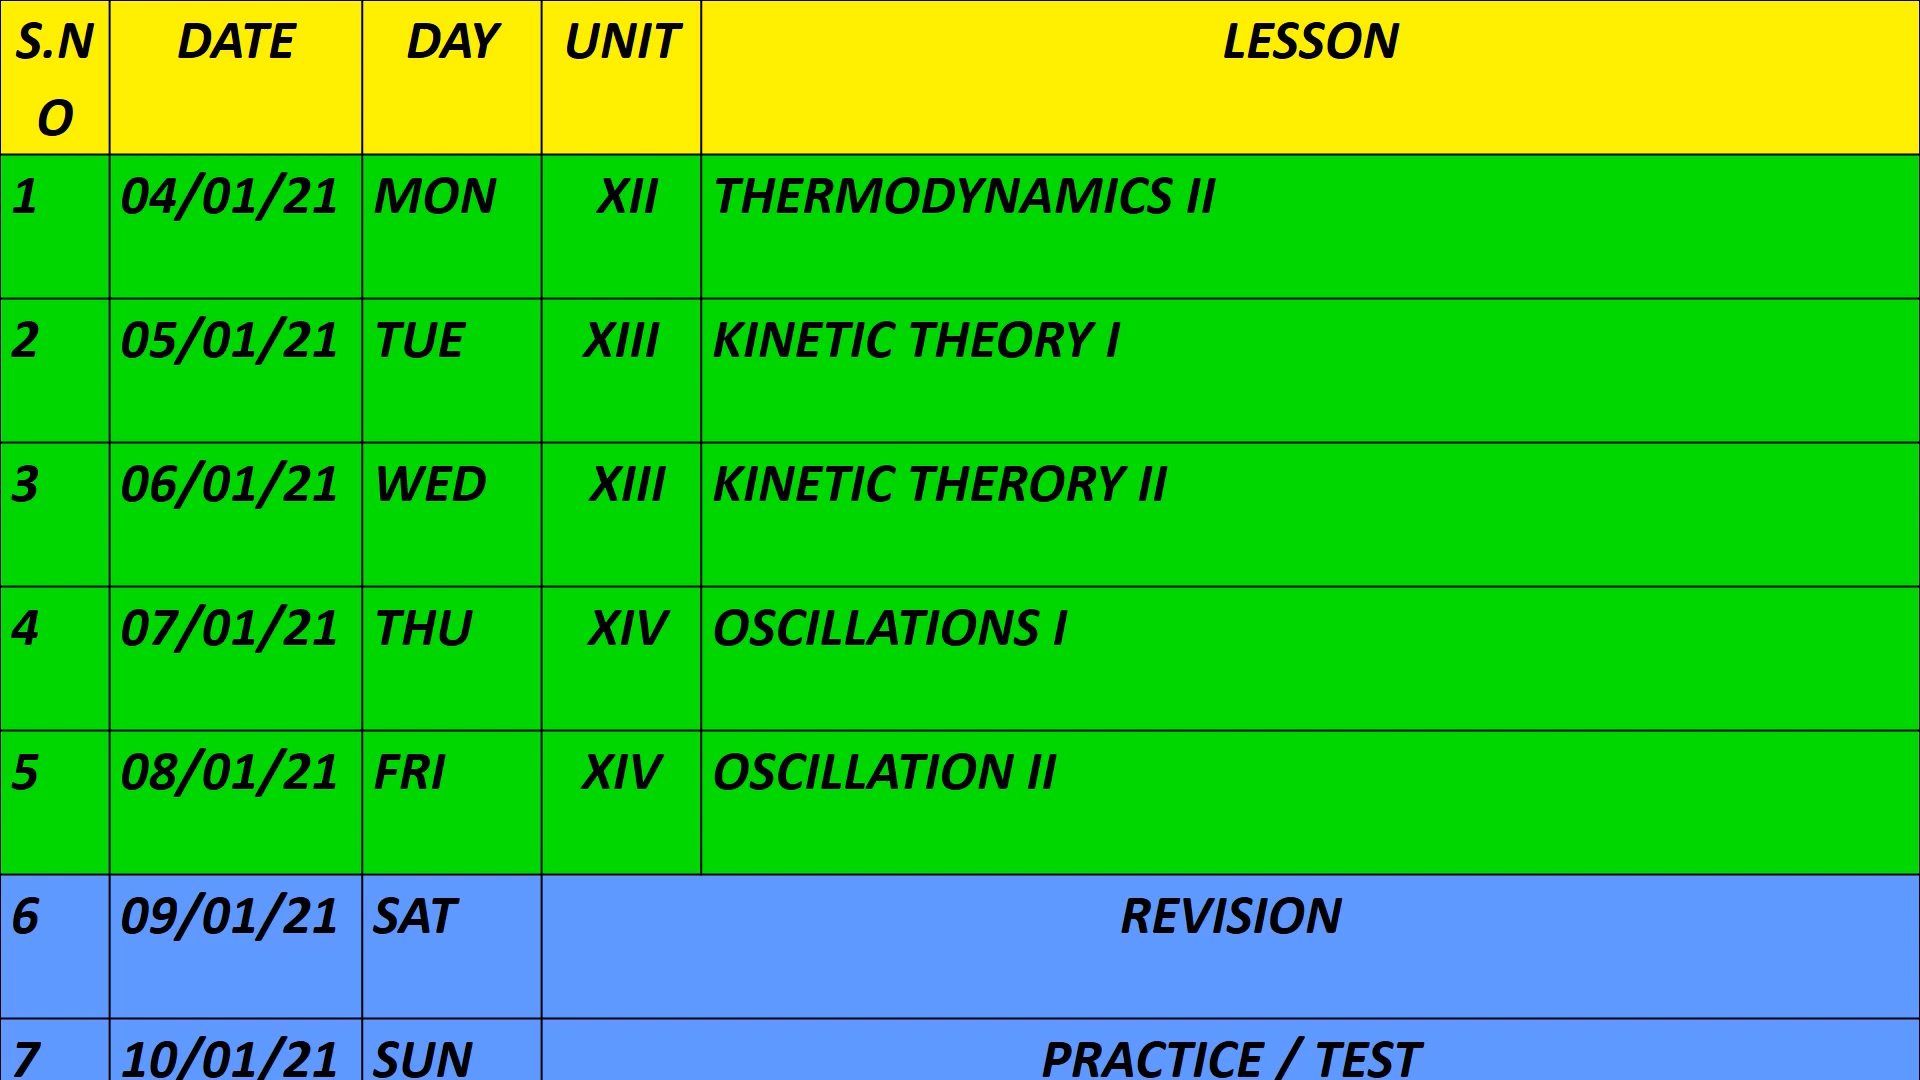 S.N DATE DAY UNIT LESSON
O
1 04/01/21 MON XII THERMODYNAMICS II
2 05/01/21 TUE XIII KINETIC THEORY I
3 06/01/21 WED XIII KINETIC THERORY II
4 07/01/21 THU XIV OSCILLATIONS I
5 08/01/21 FRI XIV OSCILLATION II
6 09/01/21 SAT REVISION
7 10/01/21 SUN PRACTICE / TEST